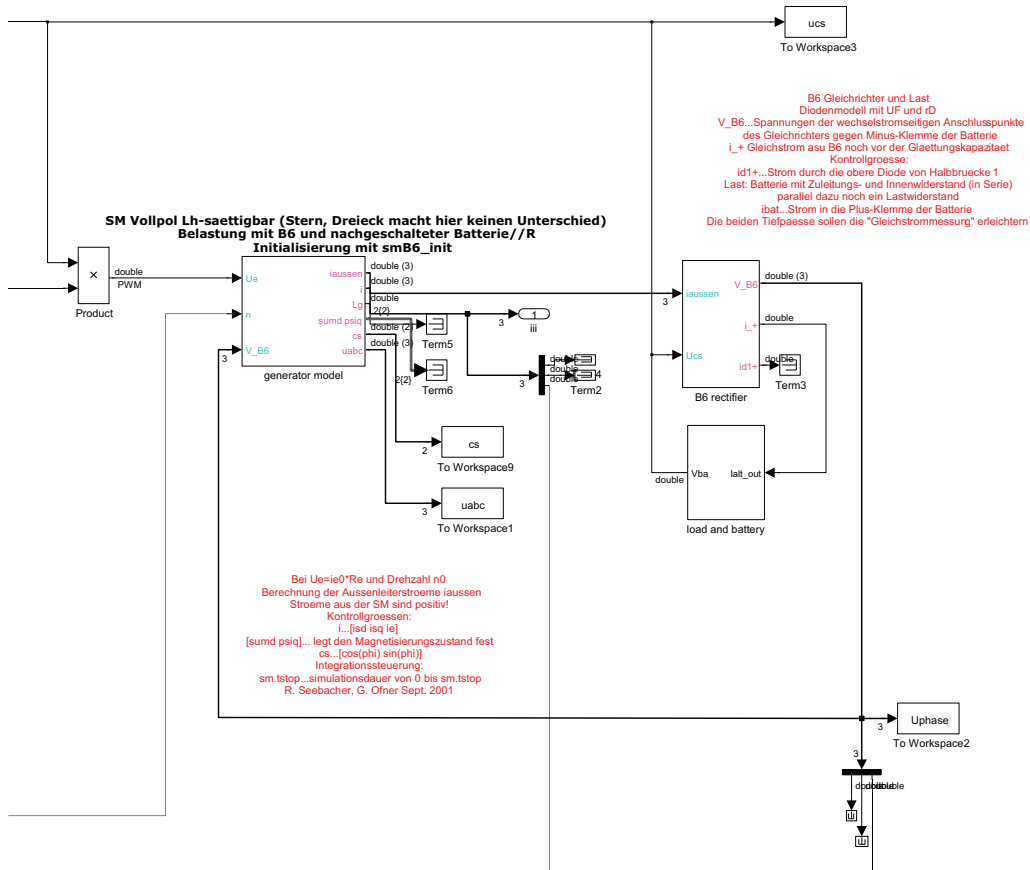 ucs
To Workspace3
B6 Gleichrichter und Last
Diodenmodell mit UF und rD
V_B6...Spannungen der wechselstromseitigen Anschlusspunkte
des Gleichrichters gegen Minus-Klemme der Batterie
i_+ Gleichstrom asu B6 noch vor der Glaettungskapazitaet
Kontrollgroesse:
id1+...Strom durch die obere Diode von Halbbruecke 1
Last: Batterie mit Zuleitungs- und Innenwiderstand (in Serie)
parallel dazu noch ein Lastwiderstand
ibat...Strom in die Plus-Klemme der Batterie
Die beiden Tiefpaesse sollen die "Gleichstrommessung" erleichtern
SM Vollpol Lh-saettigbar (Stern, Dreieck macht hier keinen Unterschied)
Belastung mit B6 und nachgeschalteter Batterie//R
Initialisierung mit smB6_init
×
Product
double
PWM
Ue
n
V_B6
3
iaussen
i
Lg
sumd psiq
cs
uabc
generator model
double (3)
double (3)
double
2{2}
double (2)
double (3)
2{2}
Term5
Term6
1
iii
3
3
double
double
double
4
Term2
3
iaussen
Ucs
V_B6
i_+
id1+
B6 rectifier
double (3)
double
double
Term3
Vba
Ialt_out
double
load and battery
cs
2
To Workspace9
uabc
3
To Workspace1
Bei Ue=ie0*Re und Drehzahl n0
Berechnung der Aussenleiterstroeme iaussen
Stroeme aus der SM sind positiv!
Kontrollgroessen:
i...[isd isq ie]
[sumd psiq]... legt den Magnetisierungszustand fest
cs...[cos(phi) sin(phi)]
Integrationssteuerung:
sm.tstop...simulationsdauer von 0 bis sm.tstop
R. Seebacher, G. Ofner Sept. 2001
Uphase
3
To Workspace2
3
double
double
double